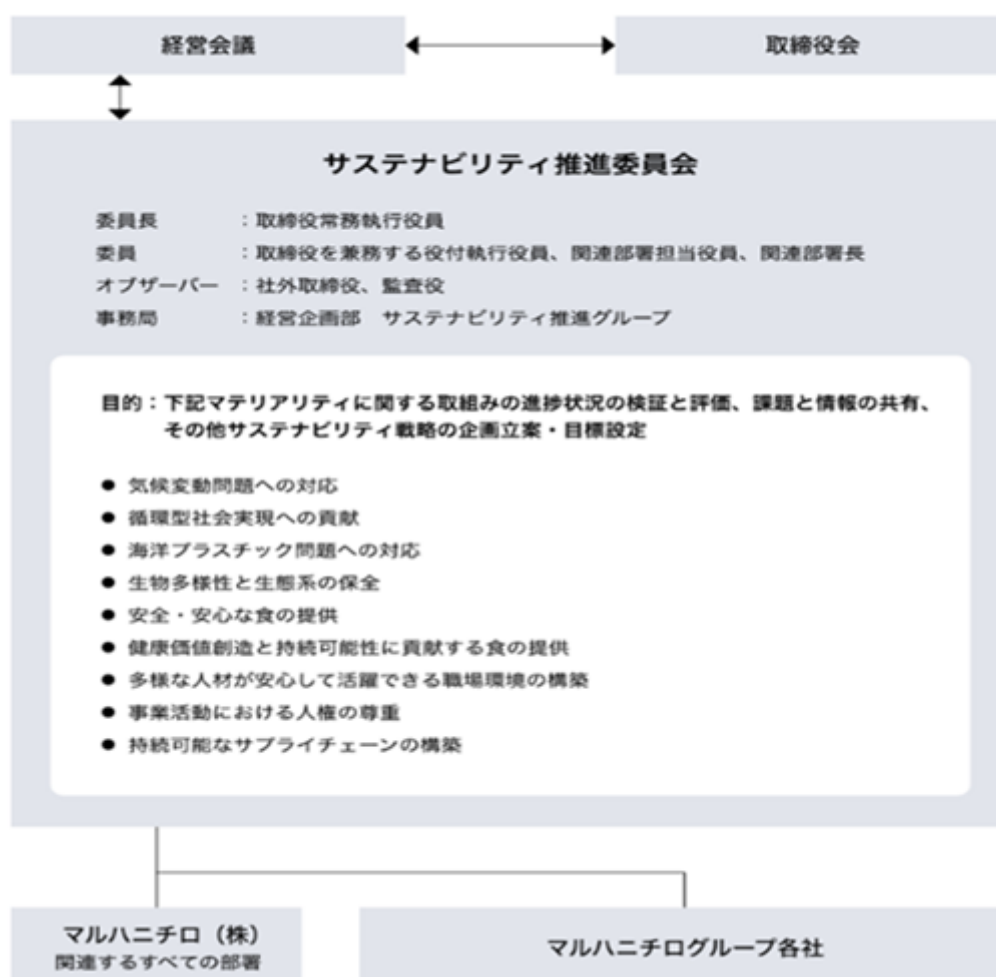 経営会議
取締役会
サステナビリティ推進委員会
委員長 ：取締役常務執行役員
委員 ：取締役を兼務する役付執行役員、関連部署担当役員、関連部署長
オブザーバー ：社外取締役、監査役
事務局 ：経営企画部　サステナビリティ推進グループ
目的：下記マテリアリティに関する取組みの進捗状況の検証と評価、課題と情報の共有、
その他サステナビリティ戦略の企画立案・目標設定
● 気候変動問題への対応
● 循環型社会実現への貢献
● 海洋プラスチック問題への対応
● 生物多様性と生態系の保全
● 安全・安心な食の提供
● 健康価値創造と持続可能性に貢献する食の提供
● 多様な人材が安心して活躍できる職場環境の構築
● 事業活動における人権の尊重
● 持続可能なサプライチェーンの構築
マルハニチロ（株）
関連するすべての部署
マルハニチログループ各社